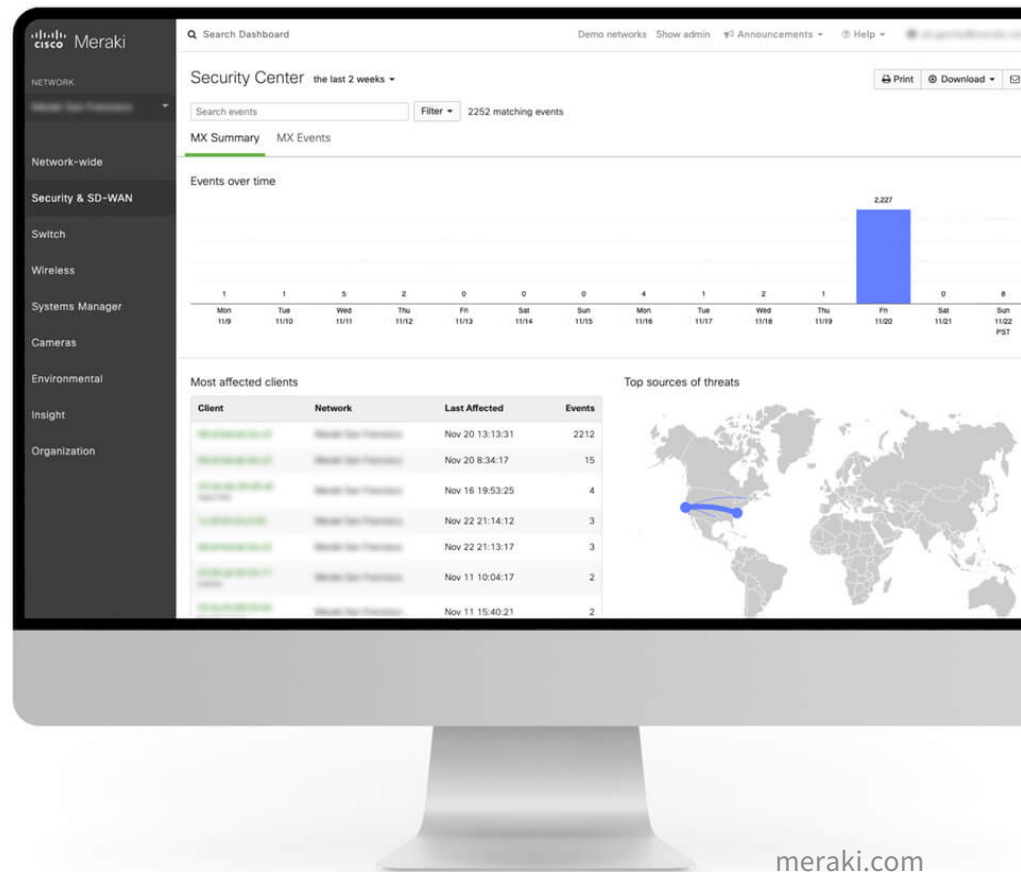 CISCO Meraki
NETWORK
Network-wide
Security & SD-WAN
Switch
Wireless
Systems Manager
Cameras
Environmental
Insight
Organization
Search Dashboard
Demo networks Show admin Announcements Help
Security Center the last 2 weeks
Print Download
Search events Filter 2252 matching events
MX Summary MX Events
Events over time
2,227
1 1 5 2 0 0 0 4 1 2 1 0 8
Mon Tue Wed Thu Fri Sat Sun Mon Tue Wed Thu Fri Sat Sun
11/9 11/10 11/11 11/12 11/13 11/14 11/15 11/16 11/17 11/18 11/19 11/20 11/21 11/22
PST
Most affected clients
Client Network Last Affected Events
Nov 20 13:13:31 2212
Nov 20 8:34:17 15
Nov 16 19:53:25 4
Nov 22 21:14:12 3
Nov 22 21:13:17 3
Nov 11 10:04:17 2
Nov 11 15:40:21 2
Top sources of threats
meraki.com